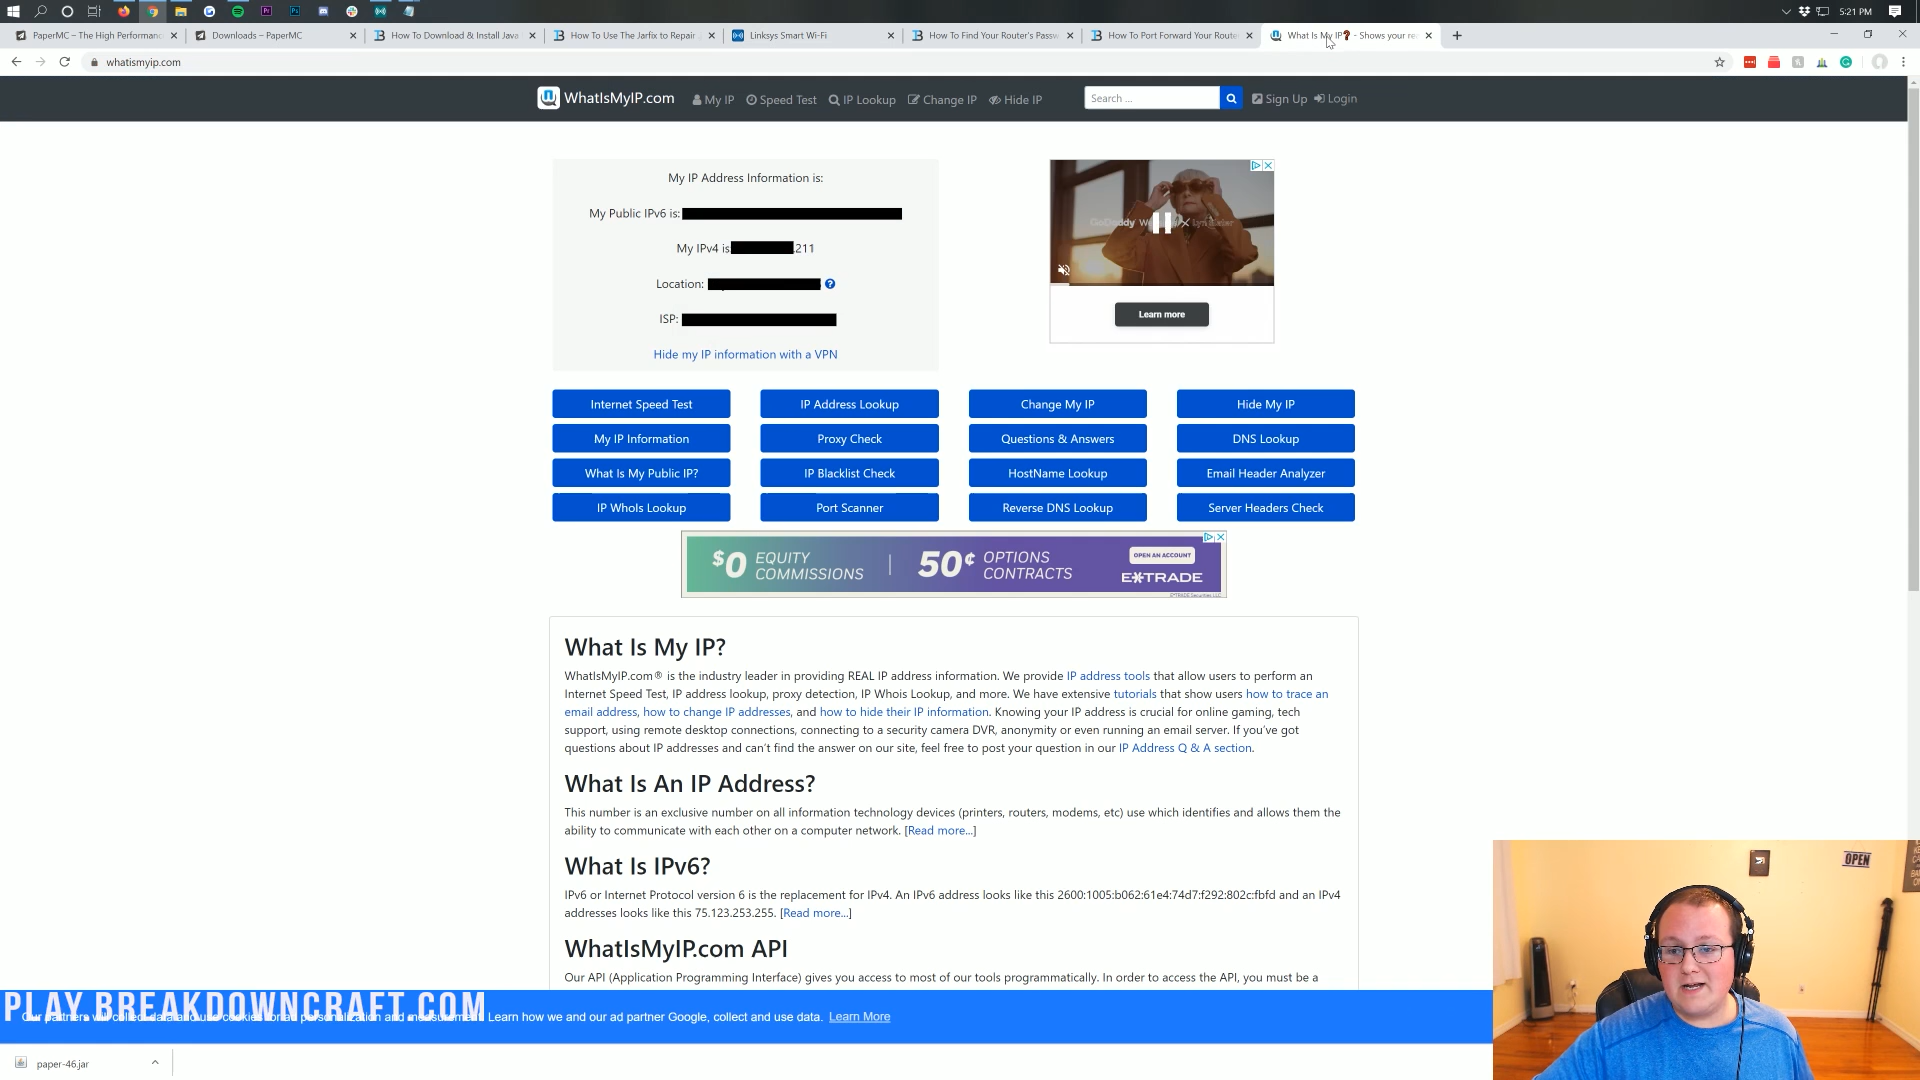 5:21 PM
PaperMC – The High Performanc
Downloads – PaperMC
How To Download & Install Java
How To Use The Jarfix to Repair
Linksys Smart Wi-Fi
How To Find Your Router's Passw
How To Port Forward Your Route
What Is My IP? - Shows your re
whatismyip.com
WhatIsMyIP.com
My IP
Speed Test
IP Lookup
Change IP
Hide IP
Search ...
Sign Up
Login
My IP Address Information is:
My Public IPv6 is:
My IPv4 is .211
Location:
ISP:
Hide my IP information with a VPN
GoDaddy
Learn more
Internet Speed Test
IP Address Lookup
Change My IP
Hide My IP
My IP Information
Proxy Check
Questions & Answers
DNS Lookup
What Is My Public IP?
IP Blacklist Check
HostName Lookup
Email Header Analyzer
IP WhoIs Lookup
Port Scanner
Reverse DNS Lookup
Server Headers Check
$0 EQUITY COMMISSIONS
50¢ OPTIONS CONTRACTS
OPEN AN ACCOUNT
E*TRADE
E*TRADE Securities LLC
What Is My IP?
WhatIsMyIP.com® is the industry leader in providing REAL IP address information. We provide IP address tools that allow users to perform an
Internet Speed Test, IP address lookup, proxy detection, IP Whois Lookup, and more. We have extensive tutorials that show users how to trace an
email address, how to change IP addresses, and how to hide their IP information. Knowing your IP address is crucial for online gaming, tech
support, using remote desktop connections, connecting to a security camera DVR, anonymity or even running an email server. If you've got
questions about IP addresses and can't find the answer on our site, feel free to post your question in our IP Address Q & A section.
What Is An IP Address?
This number is an exclusive number on all information technology devices (printers, routers, modems, etc) use which identifies and allows them the
ability to communicate with each other on a computer network. [Read more...]
What Is IPv6?
IPv6 or Internet Protocol version 6 is the replacement for IPv4. An IPv6 address looks like this 2600:1005:b062:61e4:74d7:f292:802c:fbfd and an IPv4
addresses looks like this 75.123.253.255. [Read more...]
WhatIsMyIP.com API
Our API (Application Programming Interface) gives you access to most of our tools programmatically. In order to access the API, you must be a
PLAY.BREAKDOWNCRAFT.COM
Our partners will collect data and use cookies for ad personalization and measurement. Learn how we and our ad partner Google, collect and use data. Learn More
paper-46.jar
OPEN